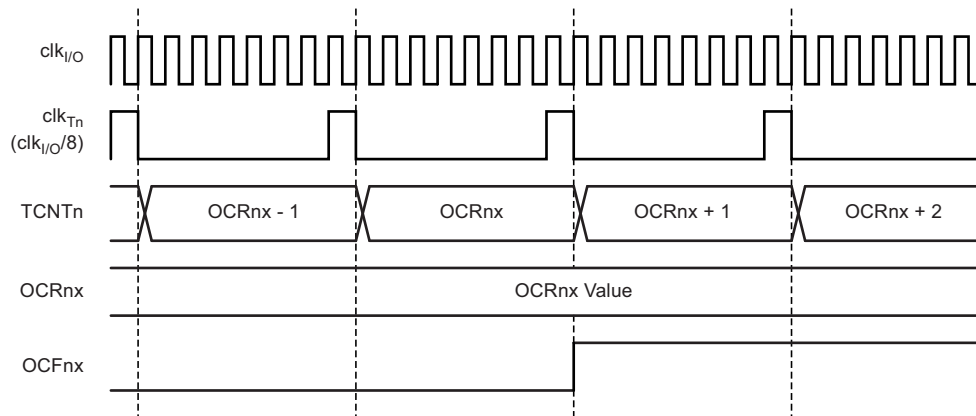 clkI/O
clkTn
(clkI/O/8)
TCNTn
OCRnx - 1
OCRnx
OCRnx + 1
OCRnx + 2
OCRnx
OCRnx Value
OCFnx